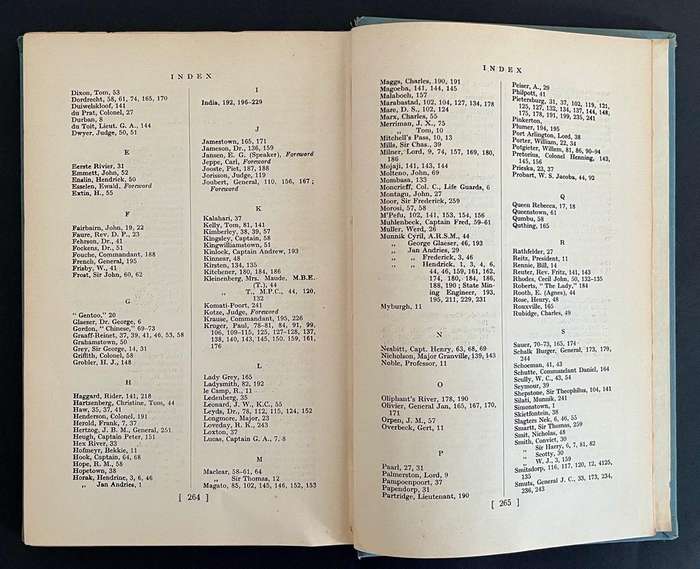 INDEX
Dixon, Tom, 53
Dordrecht, 58, 61, 74, 165, 170
Duiwelskloof, 141
du Prat, Colonel, 27
Durban, 8
du Toit, Lieut. G. A., 144
Dwyer, Judge, 50, 51
E
Eerste Rivier, 31
Emmett, John, 52
Enslin, Hendrick, 50
Esselen, Ewald, Foreword
Extin, H., 55
F
Fairbairn, John, 19, 22
Faure, Rev. D. P., 23
Fehrson, Dr., 41
Fockens, Dr., 51
Fouche, Commandant, 188
French, General, 195
Frisby, W., 41
Frost, Sir John, 60, 62
G
"Gentoo," 20
Glaeser, Dr. George, 6
Gordon, "Chinese," 69-73
Graaff-Reinet, 37, 39, 41, 46, 53, 58
Grahamstown, 50
Grey, Sir George, 14, 31
Griffith, Colonel, 58
Grobler, H. J., 148
H
Haggard, Rider, 141, 218
Hartzenberg, Christine, Tom, 44
Haw, 35, 37, 41
Henderson, Colonel, 191
Herold, Frank, 7, 37
Hertzog, J. B. M., General, 251
Heugh, Captain Peter, 151
Hex River, 33
Hofmeyr, Hekkie, 11
Hook, Captain, 64, 68
Hope, R. M., 58
Hopetown, 38
Horak, Hendrine, 3, 6, 46
„ Jan Andries, 1
I
India, 192, 196-229
J
Jamestown, 165, 171
Jameson, Dr., 136, 159
Jansen, E. G. (Speaker), Foreword
Jeppe, Carl, Foreword
Jooste, Piet, 187, 188
Jorisson, Judge, 119
Joubert, General, 110, 156, 167;
Foreword
K
Kalahari, 37
Kelly, Tom, 81, 141
Kimberley, 38, 39, 57
Kingsley, Captain, 58
Kingwilliamstown, 51
Kinlock, Captain Andrew, 193
Kinnear, 48
Kirsten, 134, 135
Kitchener, 180, 184, 186
Kleinenberg, Mrs. Maude, M.B.E.
(T.), 44
„ T., M.P.C., 44, 120,
132
Komati-Poort, 241
Kotze, Judge, Foreword
Krause, Commandant, 195, 226
Kruger, Paul, 78-81, 84, 91, 99,
106, 109-115, 125, 127-128, 137,
138, 140, 143, 145, 150, 159, 161,
176
L
Lady Grey, 165
Ladysmith, 82, 192
le Camp, R., 11
Ledenberg, 35
Leonard, J. W., K.C., 55
Leyds, Dr., 78, 112, 115, 124, 152
Longmore, Major, 23
Loveday, R. K., 243
Loxton, 37
Lucas, Captain G. A., 7, 8
M
Maclear, 58-61, 64
„ Sir Thomas, 12
Magato, 85, 102, 145, 146, 152, 153
[ 264 ]
INDEX
Maggs, Charles, 190, 191
Magoeba, 141, 144, 145
Malaboch, 157
Marabastad, 102, 104, 127, 134, 178
Mare, D. S., 102, 124
Marx, Charles, 55
Merriman, J. X., 75
Tom, 10
Mitchell's Pass, 10, 13
Mills, Sir Chas., 39
Milner, Lord, 9, 74, 157, 169, 180,
186
Mojaji, 141, 143, 144
Molteno, John, 69
Mombasa, 133
Moncrieff, Col. C., Life Guards, 6
Montagu, John, 27
Moor, Sir Frederick, 259
Morosi, 57, 58
M'Pefu, 102, 141, 153, 154, 156
Muhlenbeck, Captain Fred, 59-61
Muller, Werd, 26
Munnik Cyril, A.R.S.M., 44
„ George Glaeser, 46, 193
„ Jan Andries, 29
„ Frederick, 3, 46
„ Hendrick, 1, 3, 4, 6,
44, 46, 159, 161, 162,
174, 180, 184, 186,
188, 190; State Min-
ing Engineer, 193,
195, 211, 229, 231
Myburgh, 11
N
Nesbitt, Capt. Henry, 63, 68, 69
Nicholson, Major Granville, 139, 143
Noble, Professor, 11
O
Oliphant's River, 178, 190
Olivier, General Jan, 165, 167, 170,
171
Orpen, J. M., 57
Overbeck, Gert, 11
P
Paarl, 27, 31
Palmerston, Lord, 9
Pampoenpoort, 37
Papendorp, 31
Partridge, Lieutenant, 190
Peiser, A., 29
Philpott, 41
Pietersburg, 31, 37, 102, 119, 121,
125, 127, 132, 134, 137, 144, 148,
175, 178, 191, 199, 235, 241
Pinkerton,
Plumer, 194, 195
Port Arlington, Lord, 38
Porter, William, 22, 34
Potgieter, Willem, 81, 86, 90-94
Pretorius, Colonel Henning, 143,
145, 156
Prieska, 23, 37
Probart, W. S. Jacoba, 44, 92
Q
Queen Rebecca, 17, 18
Queenstown, 61
Qumbu, 58
Quthing, 165
R
Rathfelder, 27
Reitz, President, 11
Rennie, Bill, 14
Reuter, Rev. Fritz, 141, 143
Rhodes, Cecil John, 50, 132-135
Roberts, "The Lady," 184
Rooth, E. (Agnes), 44
Rose, Henry, 48
Rouxville, 165
Rubidge, Charles, 49
S
Sauer, 70-73, 165, 174
Schalk Burger, General, 173, 179,
244
Schoeman, 41, 43
Schutte, Commandant Daniel, 164
Scully, W. C., 43, 54
Seymour, 39
Shepstone, Sir Theophilus, 104, 141
Silati, Munnik, 241
Simonstown, 1
Skietfontein, 38
Slagters Nek, 6, 46, 55
Smartt, Sir Thomas, 259
Smit, Nicholas, 48
Smith, Convict, 30
„ Sir Harry, 6, 7, 81, 82
„ Scotty, 30
„ W. J., 3, 159
Smitsdorp, 116, 117, 120, 12, 4125,
135
Smuts, General J. C., 33, 173, 234,
236, 243
[ 265 ]